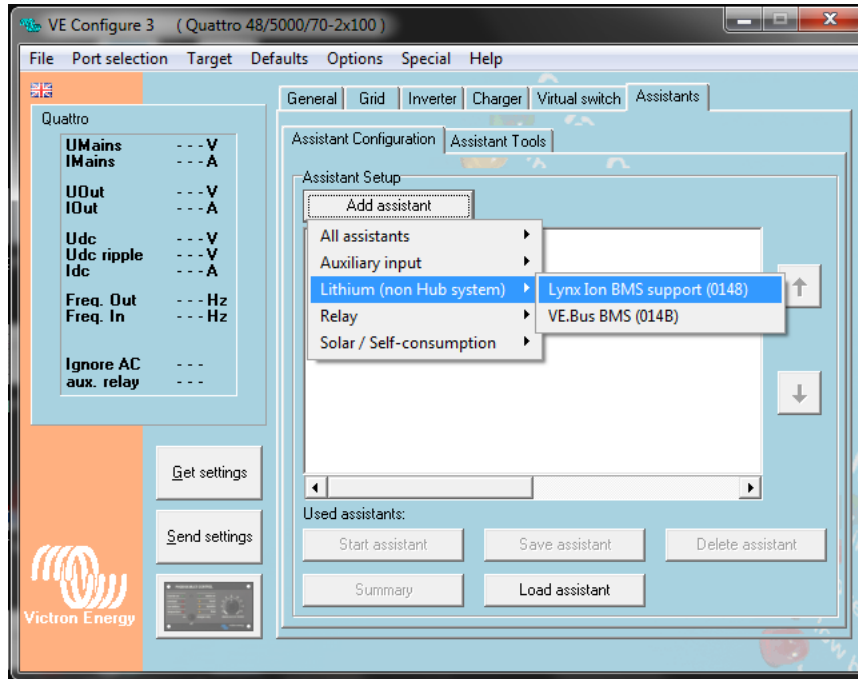 VE Configure 3 ( Quattro 48/5000/70-2x100 )
File Port selection Target Defaults Options Special Help
General Grid Inverter Charger Virtual switch Assistants
Quattro
UMains - - - V
IMains - - - A
UOut - - - V
IOut - - - A
Udc - - - V
Udc ripple - - - V
Idc - - - A
Freq. Out - - - Hz
Freq. In - - - Hz
Ignore AC - - -
aux. relay - - -
Get settings
Send settings
Victron Energy
Assistant Configuration Assistant Tools
Assistant Setup
Add assistant
All assistants
Auxiliary input
Lithium (non Hub system)
Relay
Solar / Self-consumption
Lynx Ion BMS support (0148)
VE.Bus BMS (014B)
Used assistants:
Start assistant Save assistant Delete assistant
Summary Load assistant